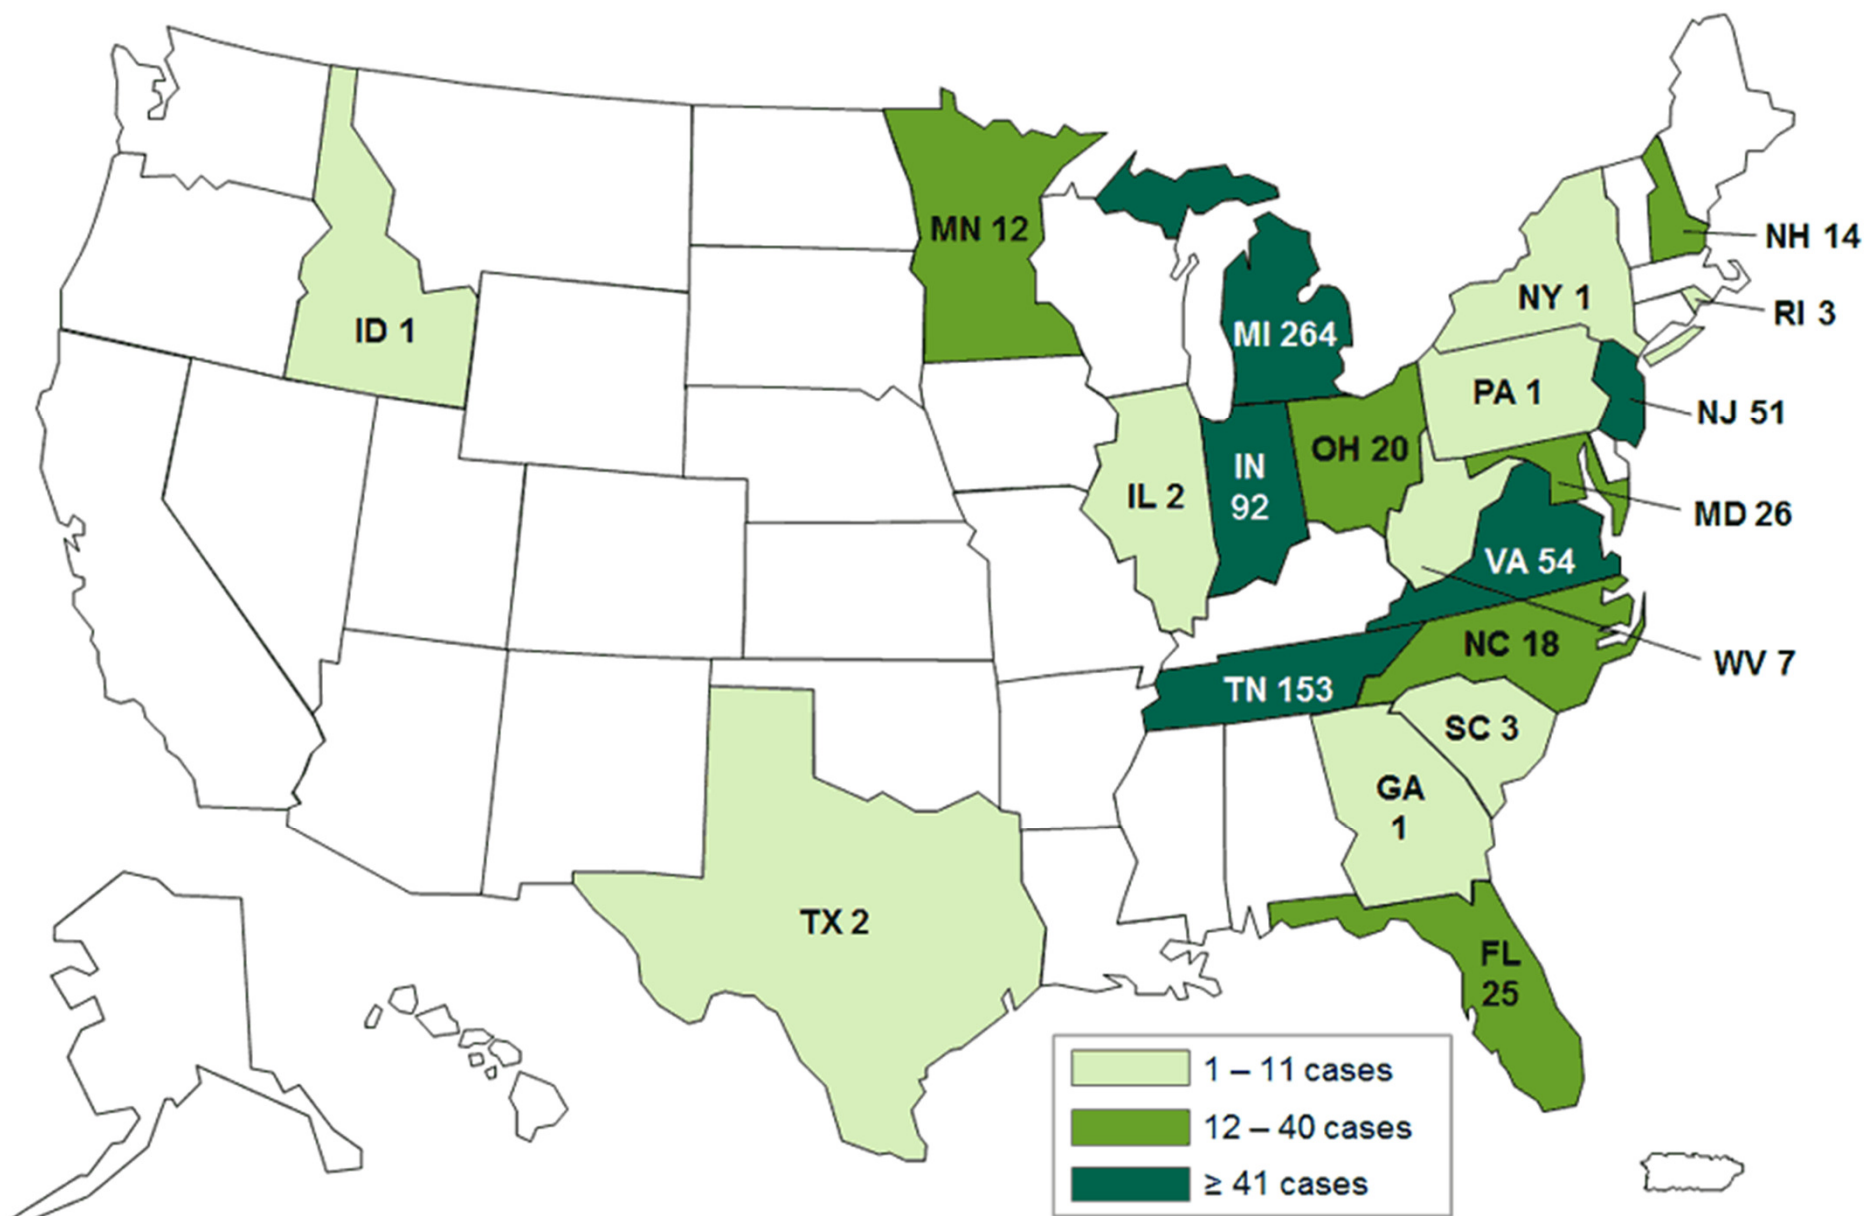 MN 12
NH 14
ID 1
NY 1
RI 3
MI 264
PA 1
NJ 51
OH 20
IN
92
IL 2
MD 26
VA 54
NC 18
WV 7
TN 153
SC 3
GA
1
TX 2
FL
25
1 – 11 cases
12 – 40 cases
≥ 41 cases